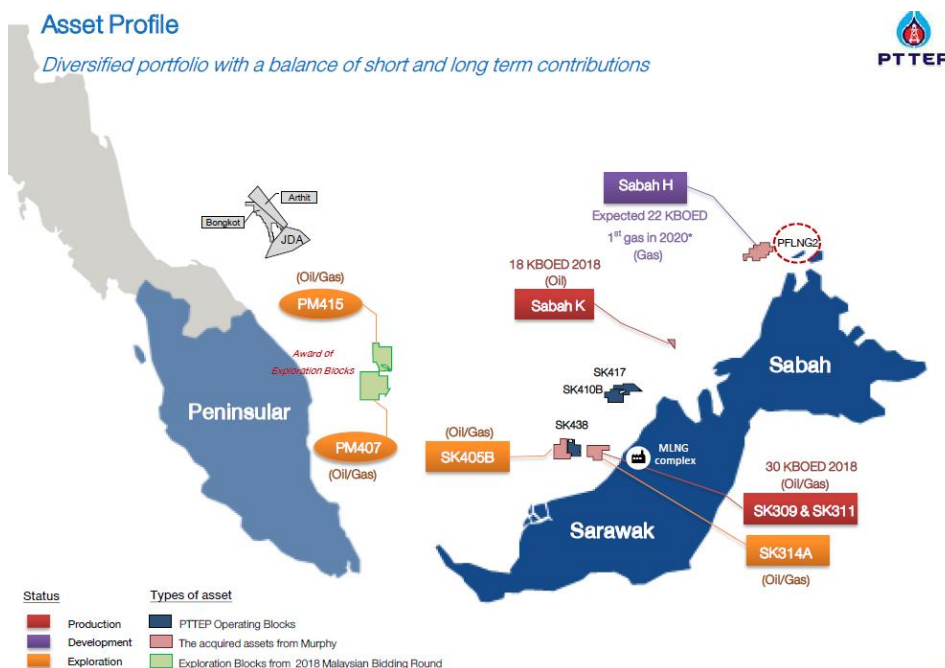 Asset Profile
Diversified portfolio with a balance of short and long term contributions
PTTEP
Arthit
Bongkot
JDA
(Oil/Gas)
PM415
Award of
Exploration Blocks
Peninsular
PM407
(Oil/Gas)
Sabah H
Expected 22 KBOED
1st gas in 2020*
(Gas)
PFLNG2
18 KBOED 2018
(Oil)
Sabah K
Sabah
SK417
SK410B
SK438
(Oil/Gas)
SK405B
MLNG
complex
30 KBOED 2018
(Oil/Gas)
SK309 & SK311
Sarawak
SK314A
(Oil/Gas)
Status
Types of asset
Production
PTTEP Operating Blocks
Development
The acquired assets from Murphy
Exploration
Exploration Blocks from 2018 Malaysian Bidding Round